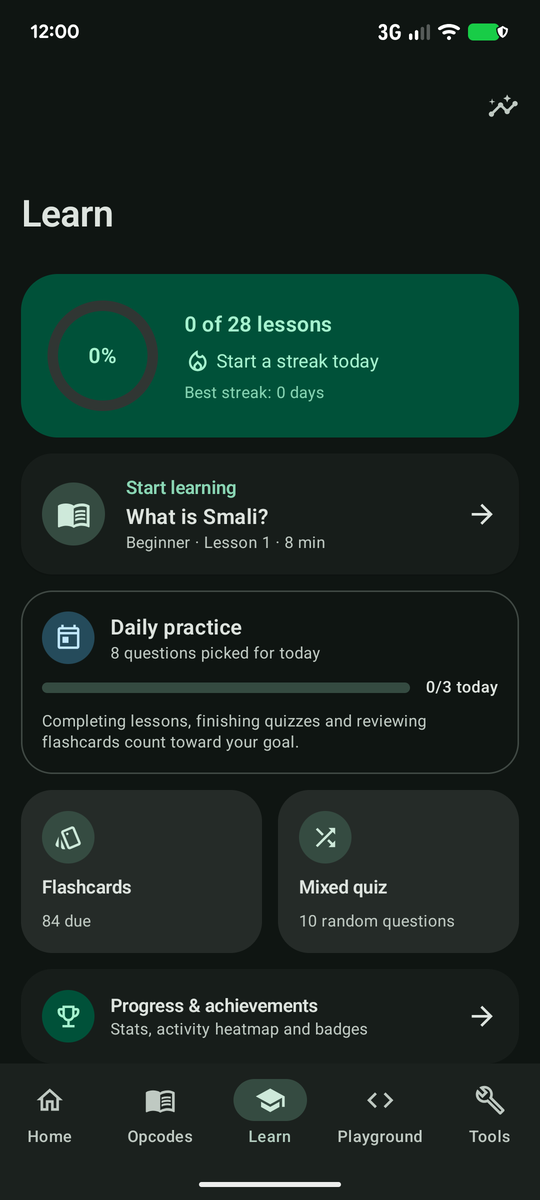 12:00
3G
Learn
0%
0 of 28 lessons
Start a streak today
Best streak: 0 days
Start learning
What is Smali?
Beginner · Lesson 1 · 8 min
Daily practice
8 questions picked for today
0/3 today
Completing lessons, finishing quizzes and reviewing
flashcards count toward your goal.
Flashcards
84 due
Mixed quiz
10 random questions
Progress & achievements
Stats, activity heatmap and badges
Home
Opcodes
Learn
Playground
Tools